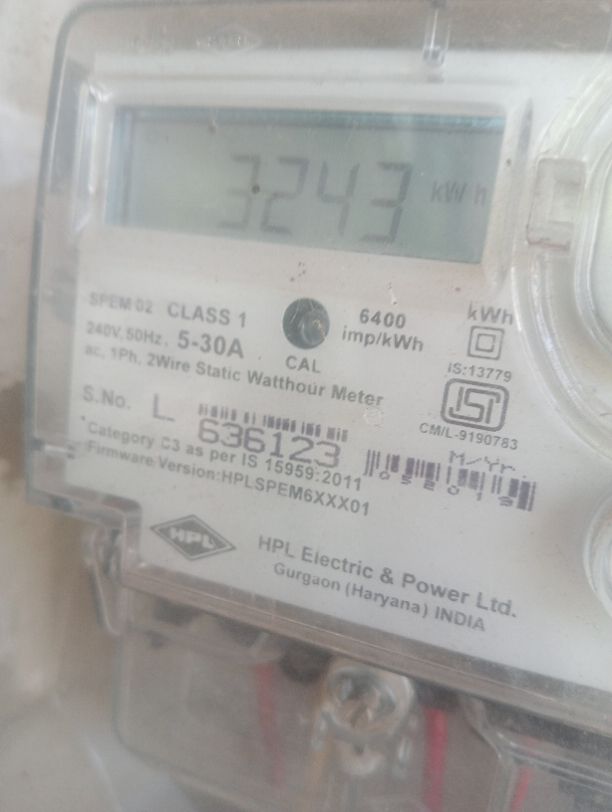 3243 kWh
SPEM 02 CLASS 1
240V, 50Hz, 5-30A
ac, 1Ph, 2Wire Static Watthour Meter
CAL
6400
imp/kWh
kWh
IS:13779
ISI
CM/L-9190783
S.No. L 636123
M/Yr.
*Category C3 as per IS 15959:2011
Firmware Version:HPLSPEM6XXX01
HPL
HPL Electric & Power Ltd.
Gurgaon (Haryana) INDIA